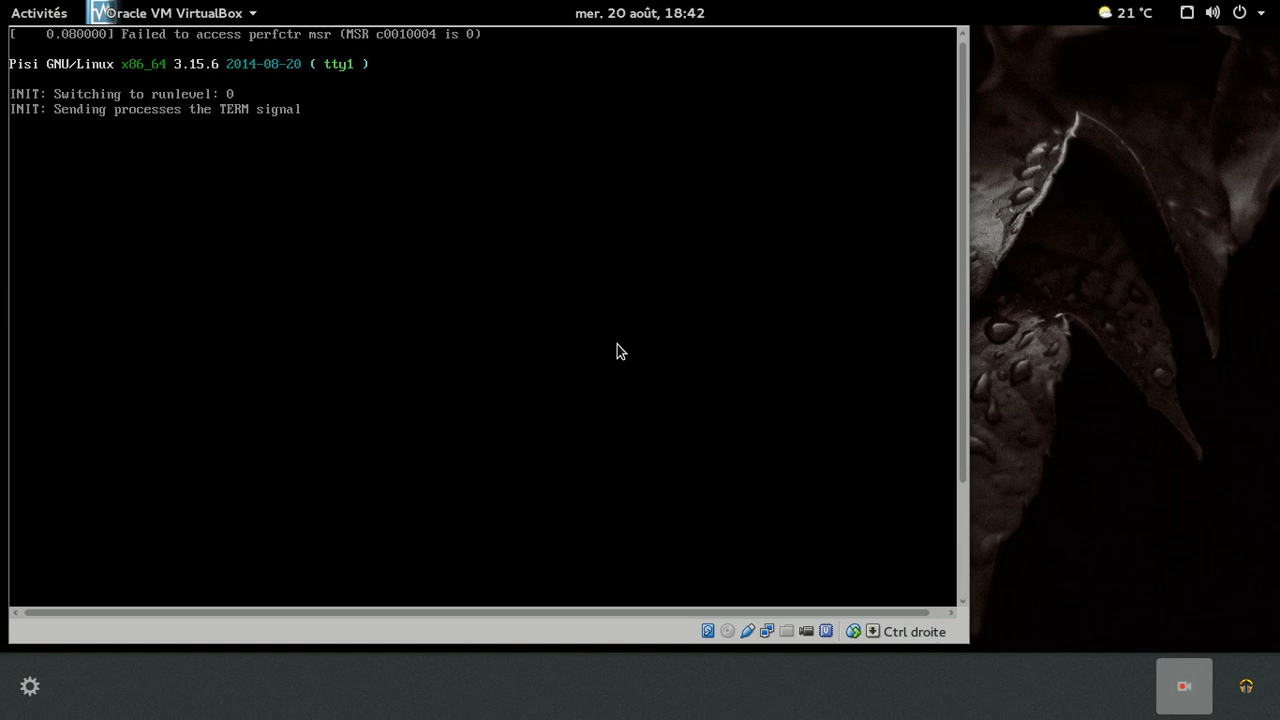 Activités Oracle VM VirtualBox mer. 20 août, 18:42 21 °C
[    0.080000] Failed to access perfctr msr (MSR c0010004 is 0)
Pisi GNU/Linux x86_64 3.15.6 2014-08-20 ( tty1 )
INIT: Switching to runlevel: 0
INIT: Sending processes the TERM signal
Ctrl droite